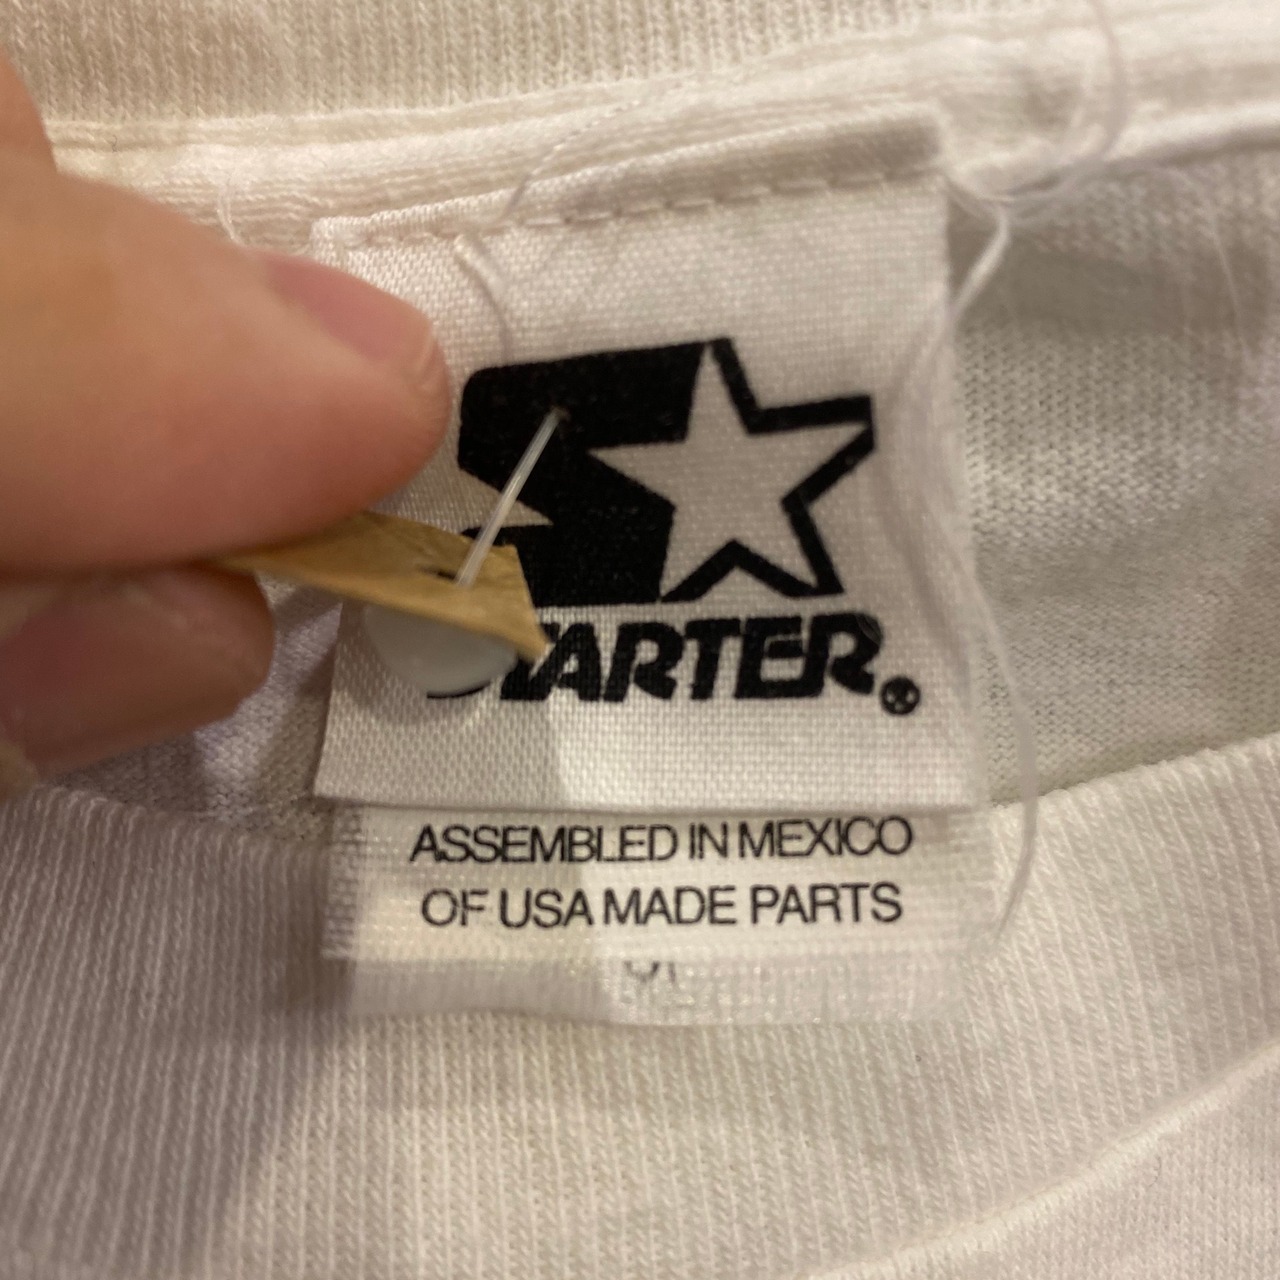 STARTER®
ASSEMBLED IN MEXICO
OF USA MADE PARTS